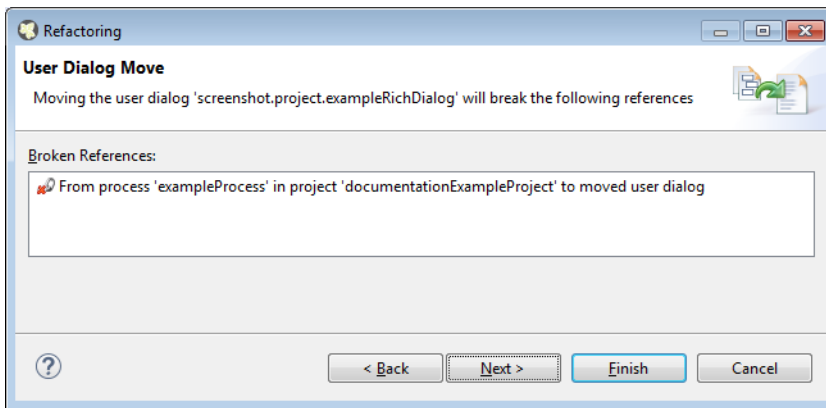 Refactoring
User Dialog Move
Moving the user dialog 'screenshot.project.exampleRichDialog' will break the following references
Broken References:
From process 'exampleProcess' in project 'documentationExampleProject' to moved user dialog
?
< Back
Next >
Finish
Cancel